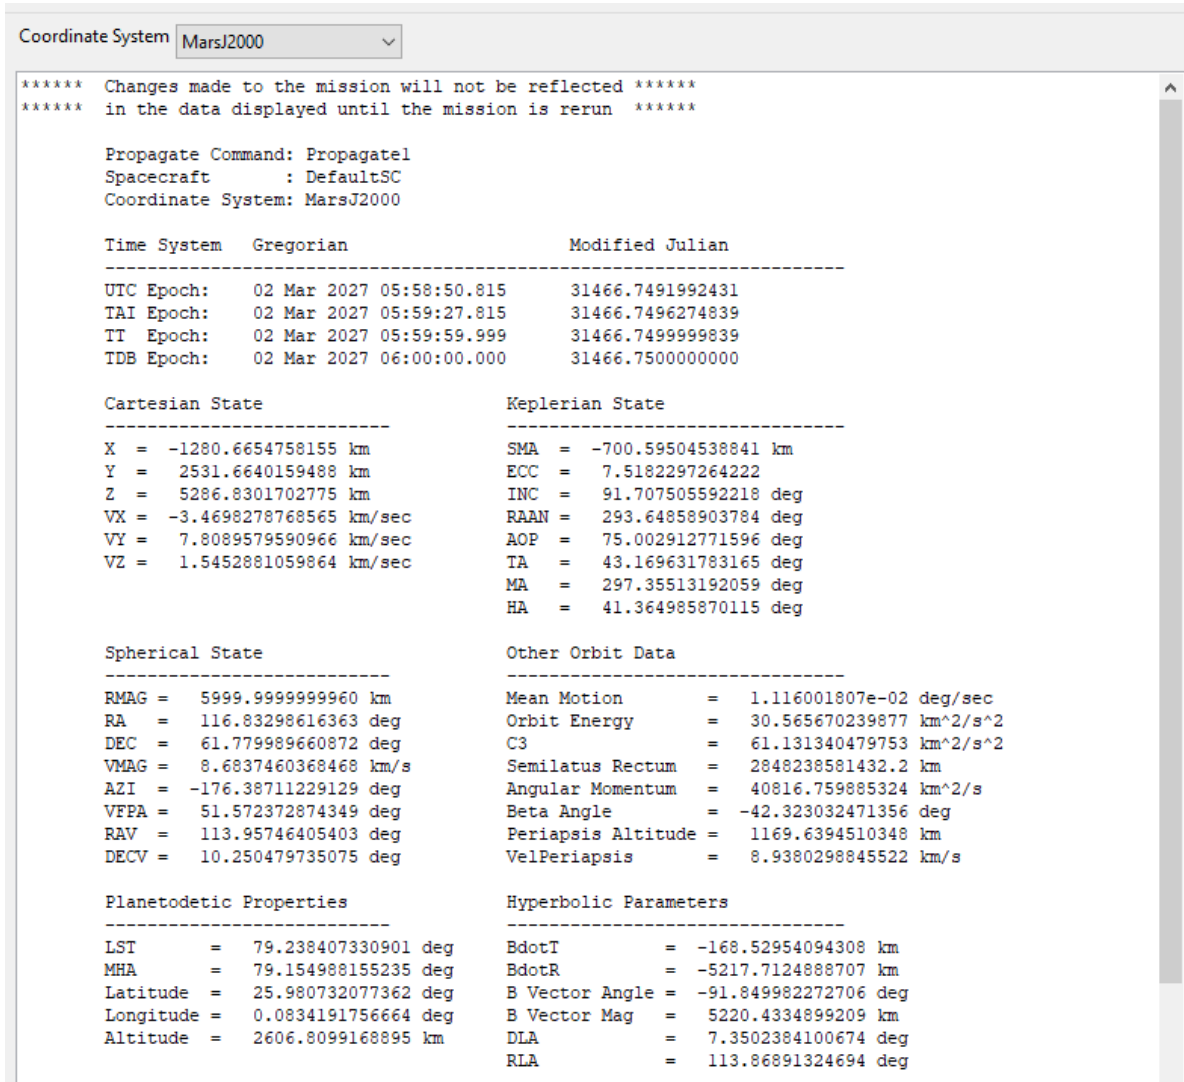 Coordinate System MarsJ2000
****** Changes made to the mission will not be reflected ******
****** in the data displayed until the mission is rerun ******
Propagate Command: Propagate1
Spacecraft : DefaultSC
Coordinate System: MarsJ2000
Time System Gregorian Modified Julian
----------------------------------------------------------------------
UTC Epoch: 02 Mar 2027 05:58:50.815 31466.7491992431
TAI Epoch: 02 Mar 2027 05:59:27.815 31466.7496274839
TT Epoch: 02 Mar 2027 05:59:59.999 31466.7499999839
TDB Epoch: 02 Mar 2027 06:00:00.000 31466.7500000000
Cartesian State Keplerian State
--------------------------- --------------------------------
X = -1280.6654758155 km SMA = -700.59504538841 km
Y = 2531.6640159488 km ECC = 7.5182297264222
Z = 5286.8301702775 km INC = 91.707505592218 deg
VX = -3.4698278768565 km/sec RAAN = 293.64858903784 deg
VY = 7.8089579590966 km/sec AOP = 75.002912771596 deg
VZ = 1.5452881059864 km/sec TA = 43.169631783165 deg
MA = 297.35513192059 deg
HA = 41.364985870115 deg
Spherical State Other Orbit Data
--------------------------- --------------------------------
RMAG = 5999.9999999960 km Mean Motion = 1.116001807e-02 deg/sec
RA = 116.83298616363 deg Orbit Energy = 30.565670239877 km^2/s^2
DEC = 61.779989660872 deg C3 = 61.131340479753 km^2/s^2
VMAG = 8.6837460368468 km/s Semilatus Rectum = 2848238581432.2 km
AZI = -176.38711229129 deg Angular Momentum = 40816.759885324 km^2/s
VFPA = 51.572372874349 deg Beta Angle = -42.323032471356 deg
RAV = 113.95746405403 deg Periapsis Altitude = 1169.6394510348 km
DECV = 10.250479735075 deg VelPeriapsis = 8.9380298845522 km/s
Planetodetic Properties Hyperbolic Parameters
--------------------------- --------------------------------
LST = 79.238407330901 deg BdotT = -168.52954094308 km
MHA = 79.154988155235 deg BdotR = -5217.7124888707 km
Latitude = 25.980732077362 deg B Vector Angle = -91.849982272706 deg
Longitude = 0.0834191756664 deg B Vector Mag = 5220.4334899209 km
Altitude = 2606.8099168895 km DLA = 7.3502384100674 deg
RLA = 113.86891324694 deg